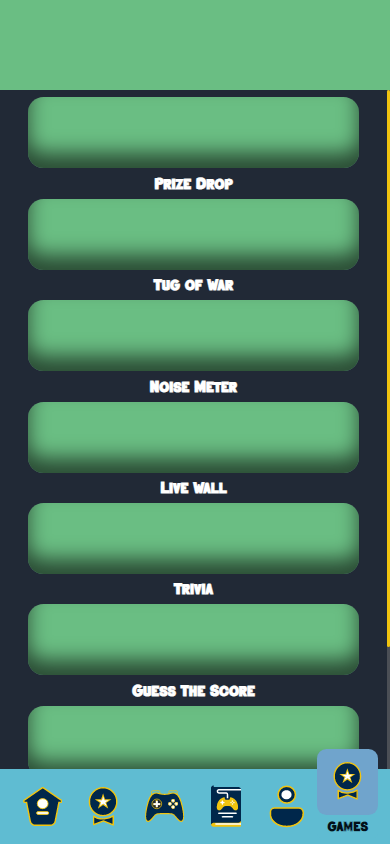 Prize Drop
Tug of War
Noise Meter
Live Wall
Trivia
Guess The Score
GAMES